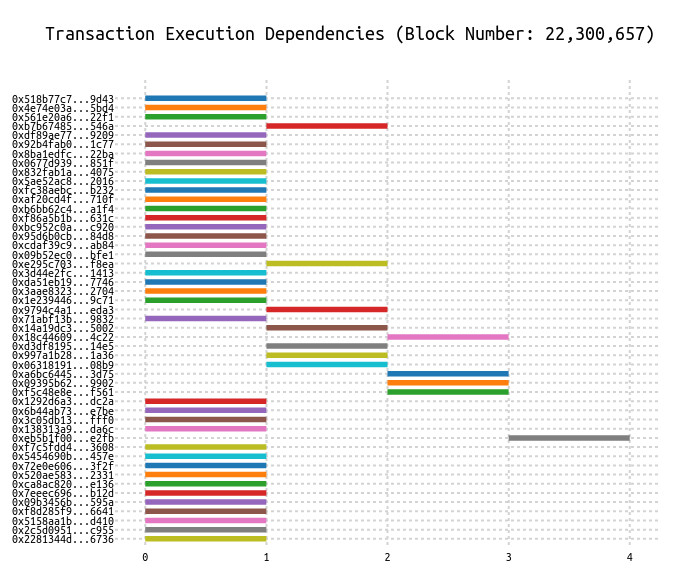 Transaction Execution Dependencies (Block Number: 22,300,657)
0x518b77c7...9d43
0x4e74e03a...5bd4
0x561e20a6...22f1
0xb7b67485...546a
0xdf89ae77...9209
0x92b4fab0...1c77
0x8ba1edfc...22ba
0x0677d939...851f
0x832fab1a...4075
0x5ae52ac8...2016
0xfc38aebc...b232
0xaf20cd4f...710f
0xb6bb62c4...a1f4
0xf86a5b1b...631c
0xbc952c0a...c920
0x95d6b0cb...84d8
0xcdaf39c9...ab84
0x09b52ec0...bfe1
0xe295c703...f8ea
0x3d44e2fc...1413
0xda51eb19...7746
0x3aae8323...2704
0x1e239446...9c71
0x9794c4a1...eda3
0x71abf13b...9832
0x14a19dc3...5002
0x18c44609...4c22
0xd3df8195...14e5
0x997a1b28...1a36
0x06318191...08b9
0xa6bc6445...3d75
0x09395b62...9902
0xf5c48e8e...f561
0x1292d6a3...dc2a
0x6b44ab73...e7be
0x3c05db13...fff0
0x138313a9...da6c
0xeb5b1f00...e2fb
0xf7c5fdd4...3608
0x5454690b...457e
0x72e0e606...3f2f
0x520ae583...2331
0xca8ac820...e136
0x7eeec696...b12d
0x09b3456b...595a
0xf8d285f9...6641
0x5158aa1b...d410
0x2c5d0951...c955
0x2281344d...6736
0 1 2 3 4